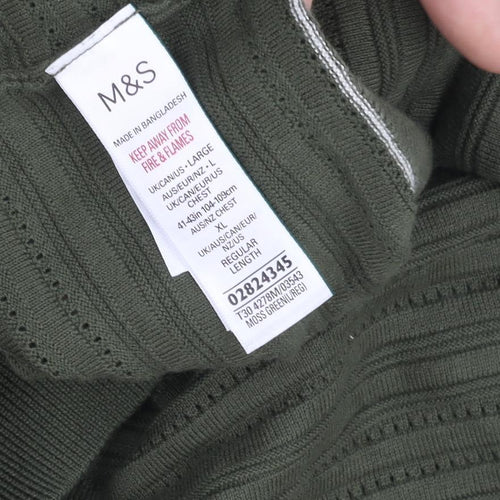 M&S
MADE IN BANGLADESH
KEEP AWAY FROM
FIRE & FLAMES
UK/CAN/US • LARGE
AUS/EUR/NZ • L
UK/CAN/EUR/US
CHEST
41-43in 104-109cm
AUS/NZ CHEST
XL
UK/AUS/CAN/EUR/
NZ/US
REGULAR
LENGTH
02824345
T30 4278M/03543
MOSS GREEN(L/REG)